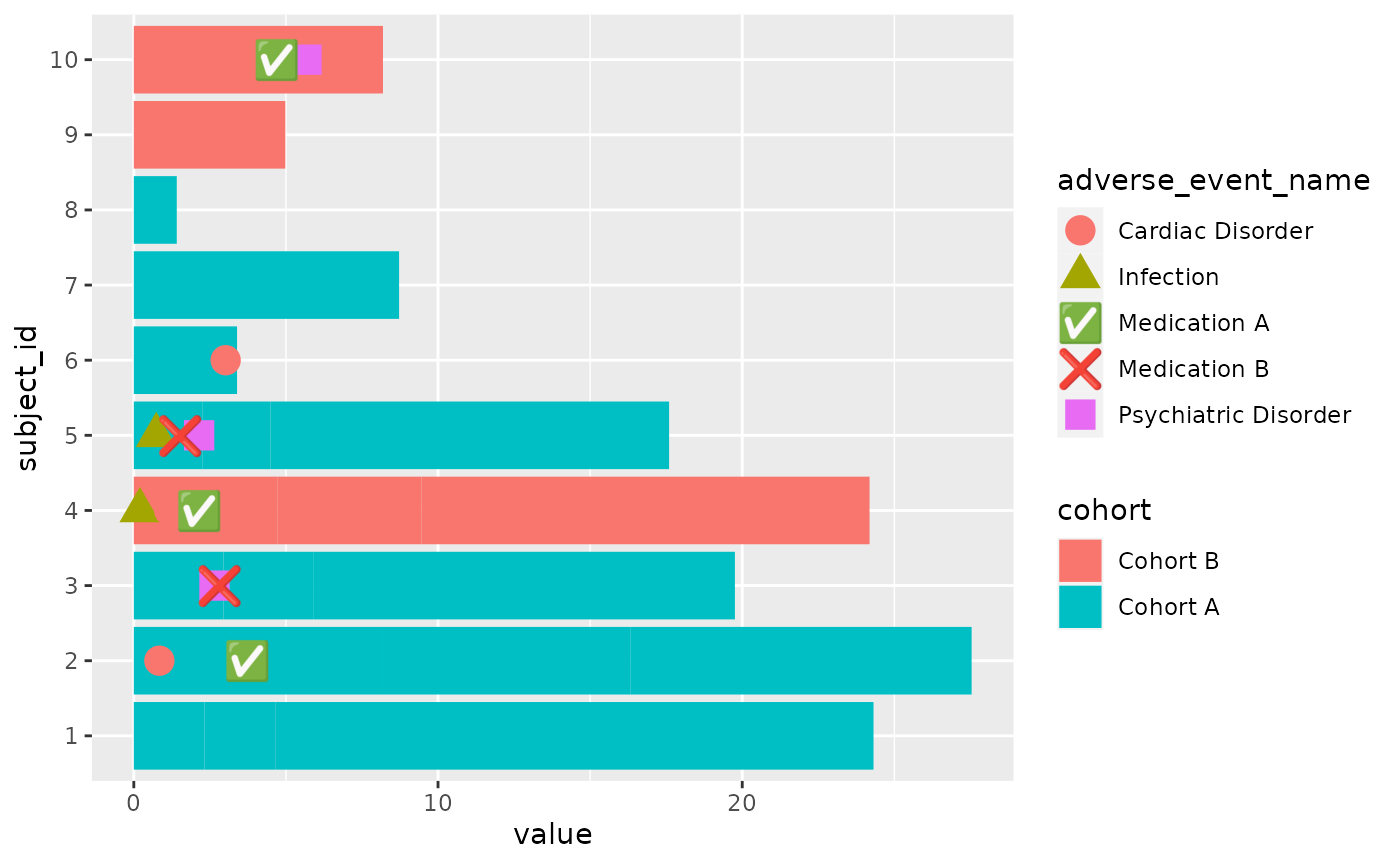 10
9
8
7
6
5
4
3
2
1
subject_id
0 10 20
value
adverse_event_name
Cardiac Disorder
Infection
Medication A
Medication B
Psychiatric Disorder
cohort
Cohort B
Cohort A